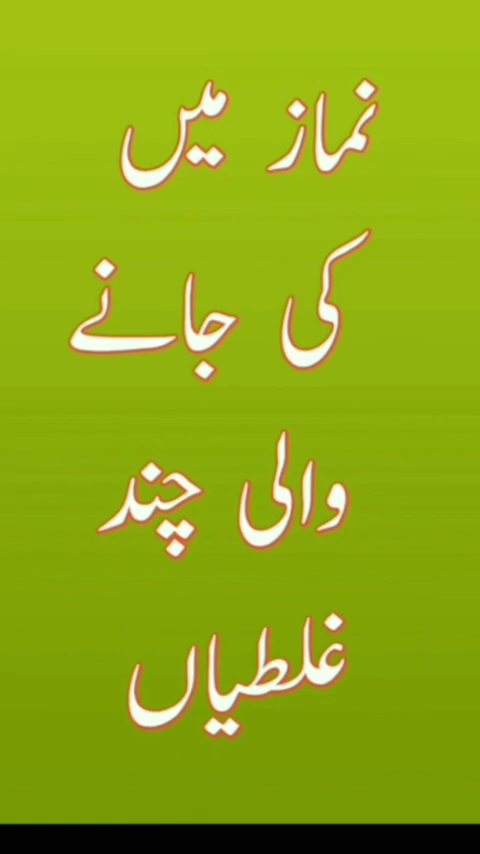 نماز میں
کی جانے
والی چند
غلطیاں